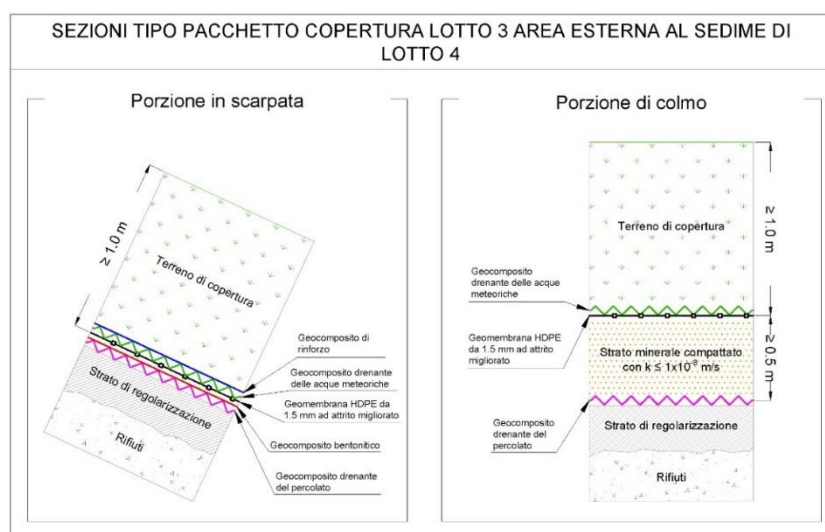 SEZIONI TIPO PACCHETTO COPERTURA LOTTO 3 AREA ESTERNA AL SEDIME DI
LOTTO 4
Porzione in scarpata
≥ 1.0 m
Terreno di copertura
Strato di regolarizzazione
Rifiuti
Geocomposito di
rinforzo
Geocomposito drenante
delle acque meteoriche
Geomembrana HDPE da
1.5 mm ad attrito migliorato
Geocomposito bentonitico
Geocomposito drenante
del percolato
Porzione di colmo
Terreno di copertura
≥ 1.0 m
Geocomposito
drenante delle acque
meteoriche
Geomembrana HDPE
da 1.5 mm ad attrito
migliorato
Strato minerale compattato
con k ≤ 1x10⁻⁸ m/s
≥ 0.5 m
Geocomposito
drenante del
percolato
Strato di regolarizzazione
Rifiuti